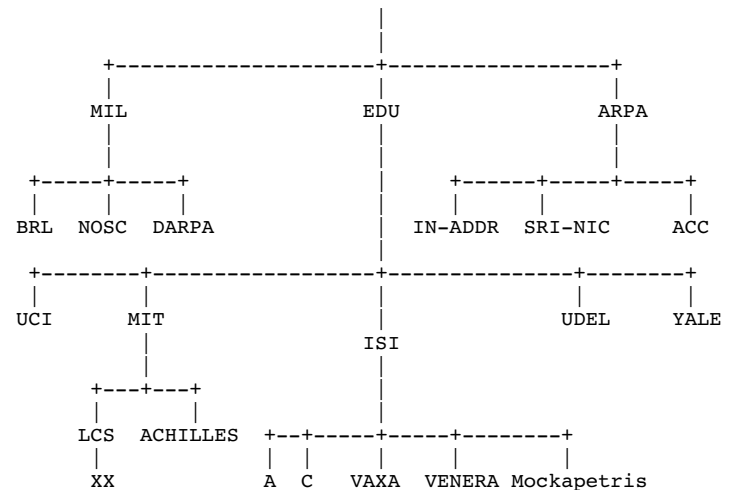 MIL EDU ARPA
BRL NOSC DARPA IN-ADDR SRI-NIC ACC
UCI MIT UDEL YALE
ISI
LCS ACHILLES
XX A C VAXA VENERA Mockapetris